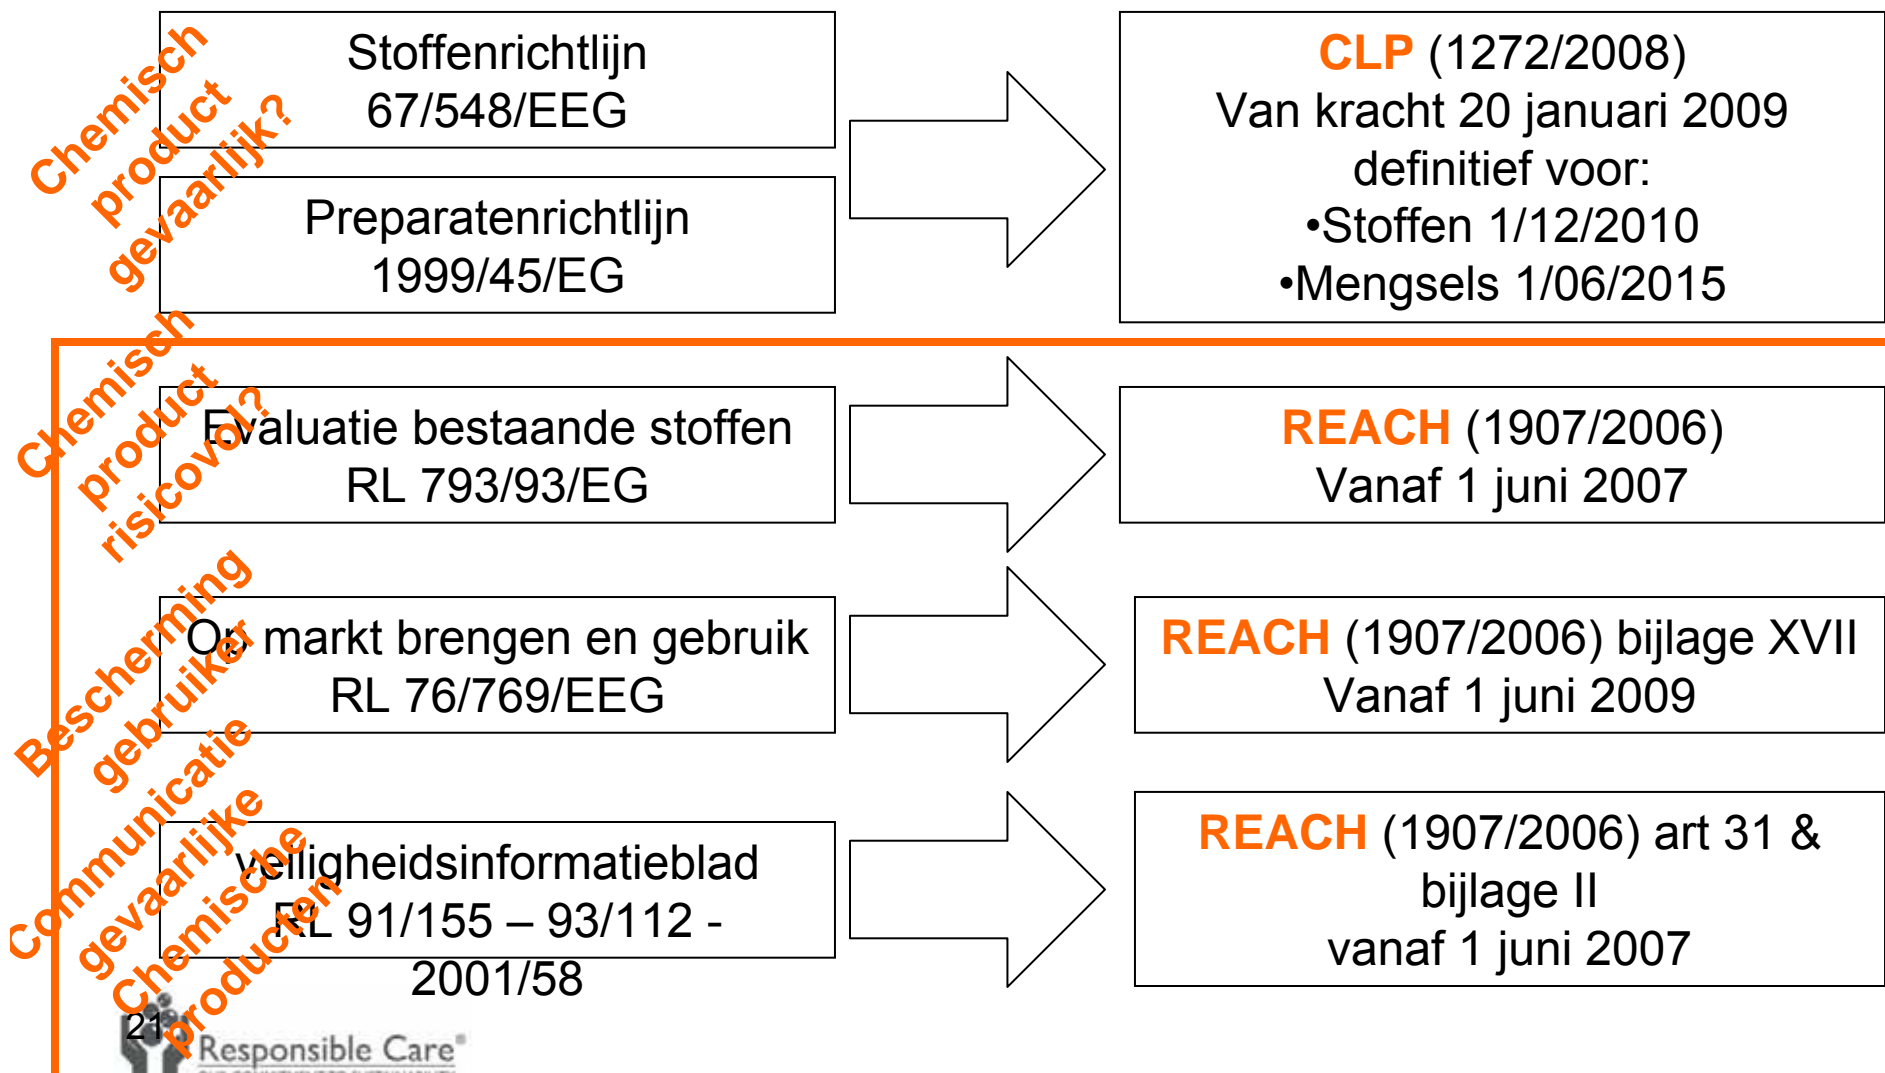 Chemisch
product
gevaarlijk?
Stoffenrichtlijn
67/548/EEG
Preparatenrichtlijn
1999/45/EG
CLP (1272/2008)
Van kracht 20 januari 2009
definitief voor:
•Stoffen 1/12/2010
•Mengsels 1/06/2015
Chemisch
product
risicovol?
Evaluatie bestaande stoffen
RL 793/93/EG
REACH (1907/2006)
Vanaf 1 juni 2007
Bescherming
gebruiker
Op markt brengen en gebruik
RL 76/769/EEG
REACH (1907/2006) bijlage XVII
Vanaf 1 juni 2009
Communicatie
gevaarlijke
Chemische
producten
veiligheidsinformatieblad
RL 91/155 – 93/112 -
2001/58
REACH (1907/2006) art 31 &
bijlage II
vanaf 1 juni 2007
21
Responsible Care®